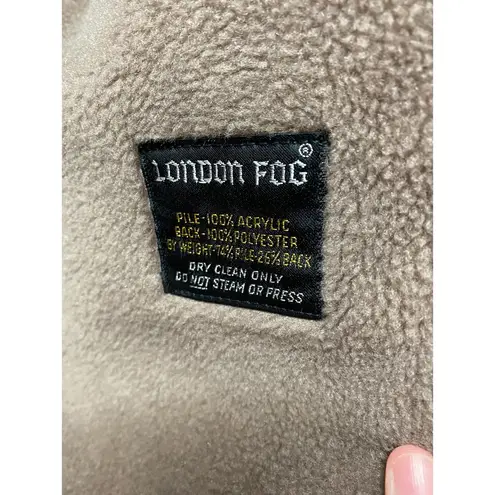 LONDON FOG®
PILE-100% ACRYLIC
BACK-100% POLYESTER
BY WEIGHT-74% PILE-26% BACK
DRY CLEAN ONLY
DO NOT STEAM OR PRESS